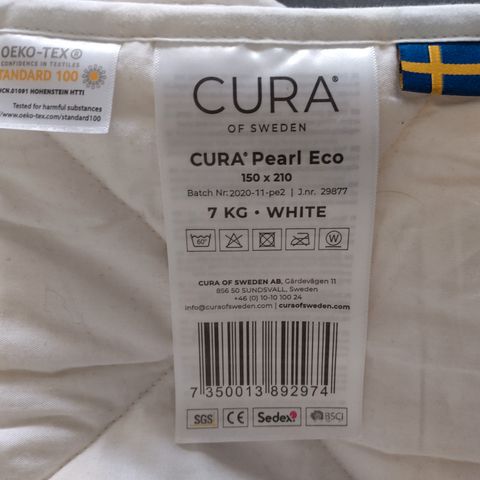 OEKO-TEX®
CONFIDENCE IN TEXTILES
STANDARD 100
CN.01091 HOHENSTEIN HTTI
Tested for harmful substances
www.oeko-tex.com/standard100
CURA®
OF SWEDEN
CURA® Pearl Eco
150 x 210
Batch Nr:2020-11-pe2 | J.nr. 29877
7 KG • WHITE
60°
W
CURA OF SWEDEN AB, Gärdevägen 11
856 50 SUNDSVALL, Sweden
+46 (0) 10-10 100 24
info@curaofsweden.com | curaofsweden.com
7 350013 892974
SGS CE Sedex BSCI